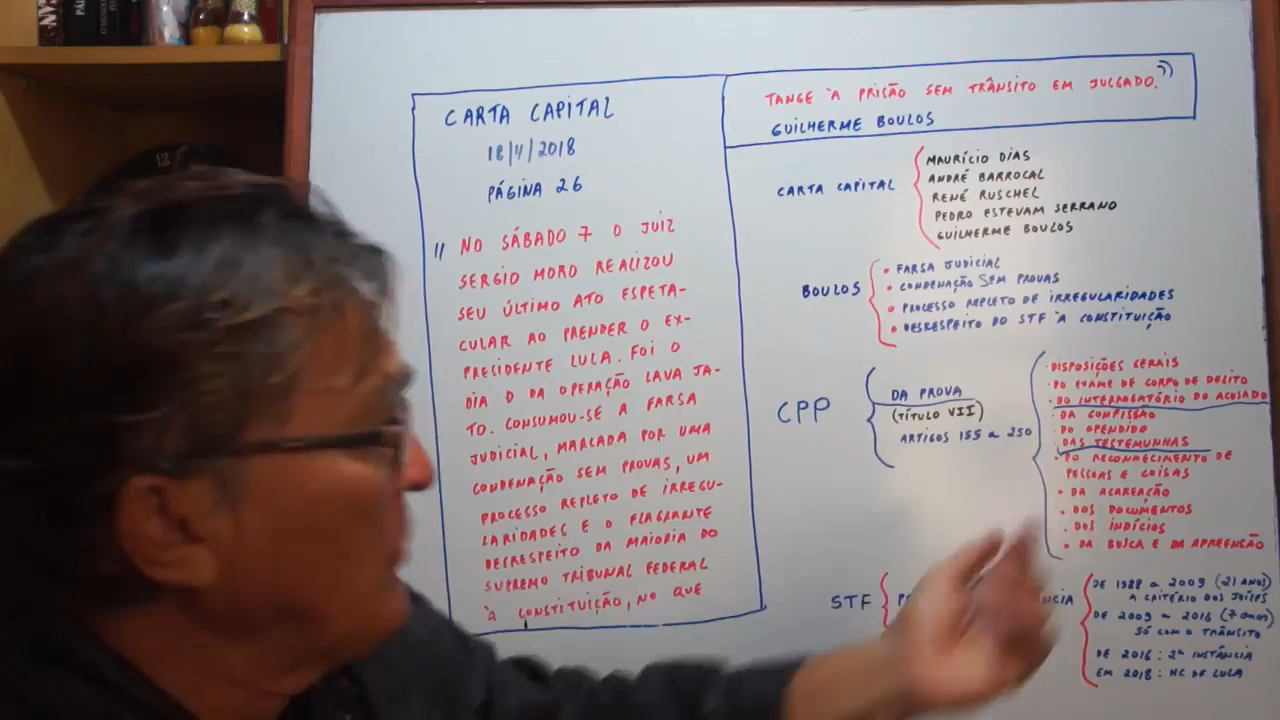 CARTA CAPITAL
18/4/2018
PÁGINA 26
" NO SÁBADO 7 O JUIZ
SERGIO MORO REALIZOU
SEU ÚLTIMO ATO ESPETA-
CULAR AO PRENDER O EX-
PRESIDENTE LULA. FOI O
DIA D DA OPERAÇÃO LAVA JA-
TO. CONSUMOU-SE A FARSA
JUDICIAL, MARCADA POR UMA
CONDENAÇÃO SEM PROVAS, UM
PROCESSO REPLETO DE IRREGU-
LARIDADES E O FLAGRANTE
DESRESPEITO DA MAIORIA DO
SUPREMO TRIBUNAL FEDERAL
À CONSTITUIÇÃO, NO QUE
TANGE À PRISÃO SEM TRÂNSITO EM JULGADO."
GUILHERME BOULOS
CARTA CAPITAL
MAURÍCIO DIAS
ANDRÉ BARROCAL
RENÉ RUSCHEL
PEDRO ESTEVAM SERRANO
GUILHERME BOULOS
BOULOS
• FARSA JUDICIAL
• CONDENAÇÃO SEM PROVAS
• PROCESSO REPLETO DE IRREGULARIDADES
• DESRESPEITO DO STF À CONSTITUIÇÃO
CPP
DA PROVA
(TÍTULO VII)
ARTIGOS 155 a 250
• DISPOSIÇÕES GERAIS
• DO EXAME DE CORPO DE DELITO
• DO INTERROGATÓRIO DO ACUSADO
• DA CONFISSÃO
• DO OFENDIDO
• DAS TESTEMUNHAS
• DO RECONHECIMENTO DE
PESSOAS E COISAS
• DA ACAREAÇÃO
• DOS DOCUMENTOS
• DOS INDÍCIOS
• DA BUSCA E DA APREENSÃO
STF
DE 1988 a 2009 (21 ANOS)
A CRITÉRIO DOS JUÍZES
DE 2009 a 2016 (7 anos)
SÓ COM O TRÂNSITO
DE 2016: 2ª INSTÂNCIA
EM 2018: HC DE LULA